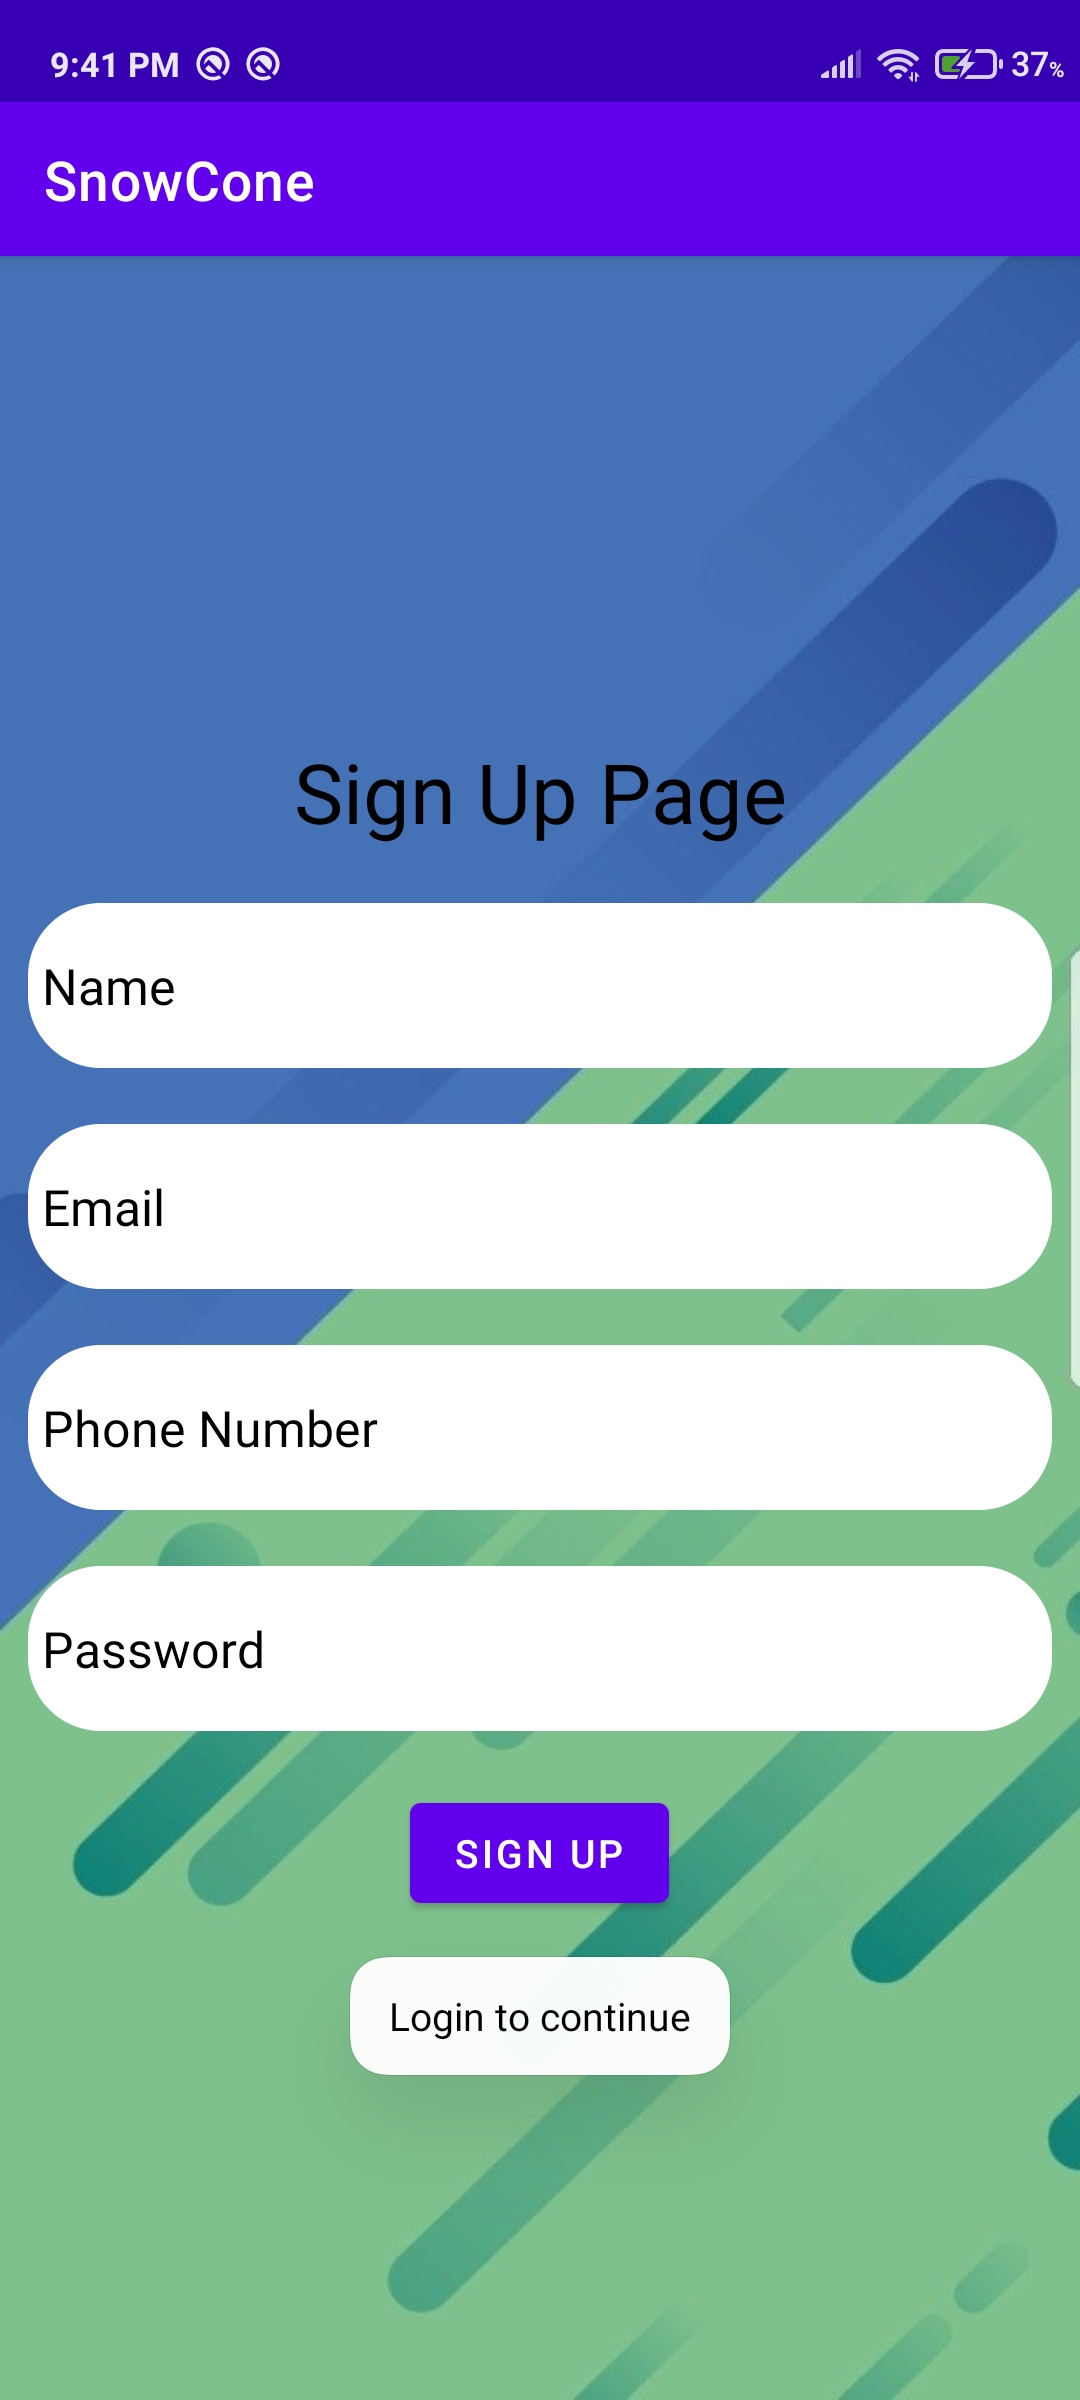 9:41 PM 37%
SnowCone
Sign Up Page
Name
Email
Phone Number
Password
SIGN UP
Login to continue